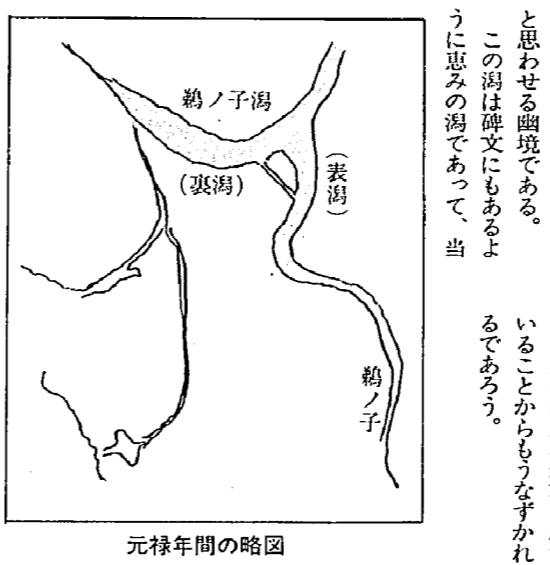 と思わせる幽境である。
この潟は碑文にもあるよ
うに恵みの潟であって、当
いることからもうなずかれ
るであろう。
鵜ノ子潟
(裏潟)
(表潟)
鵜ノ子
元禄年間の略図